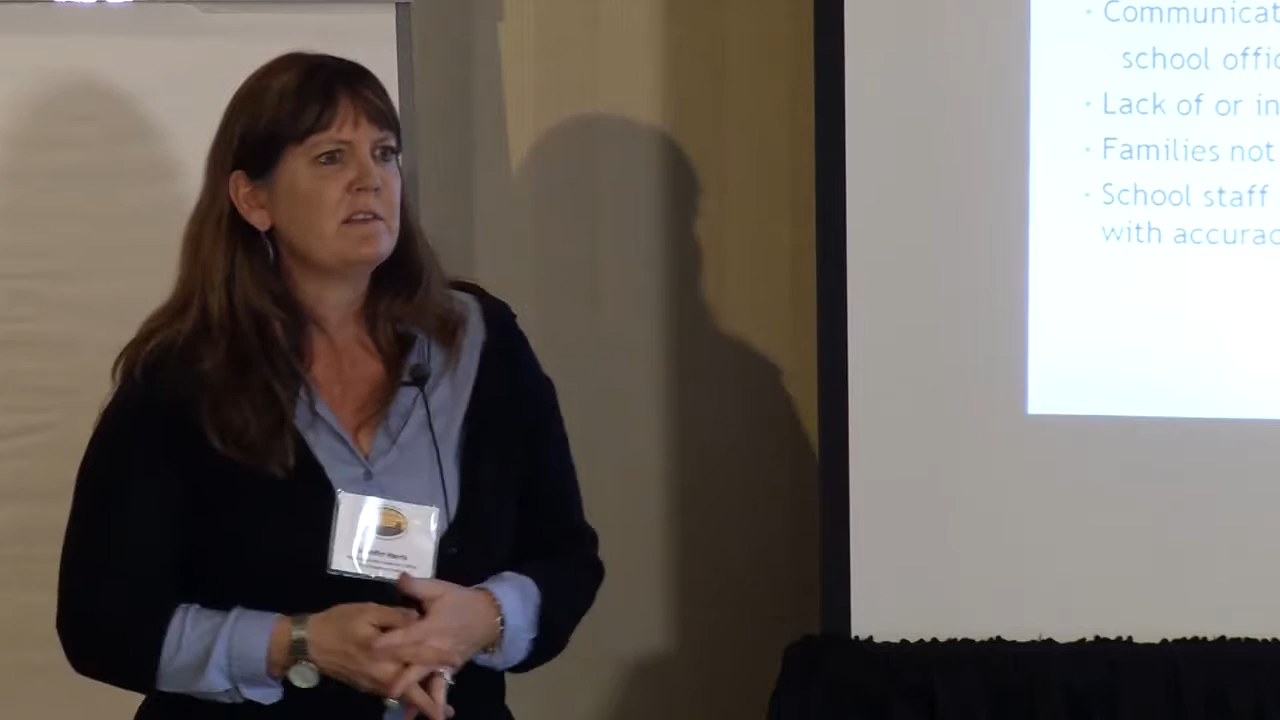 · Communicat
school offic
· Lack of or in
· Families not
· School staff
with accurac